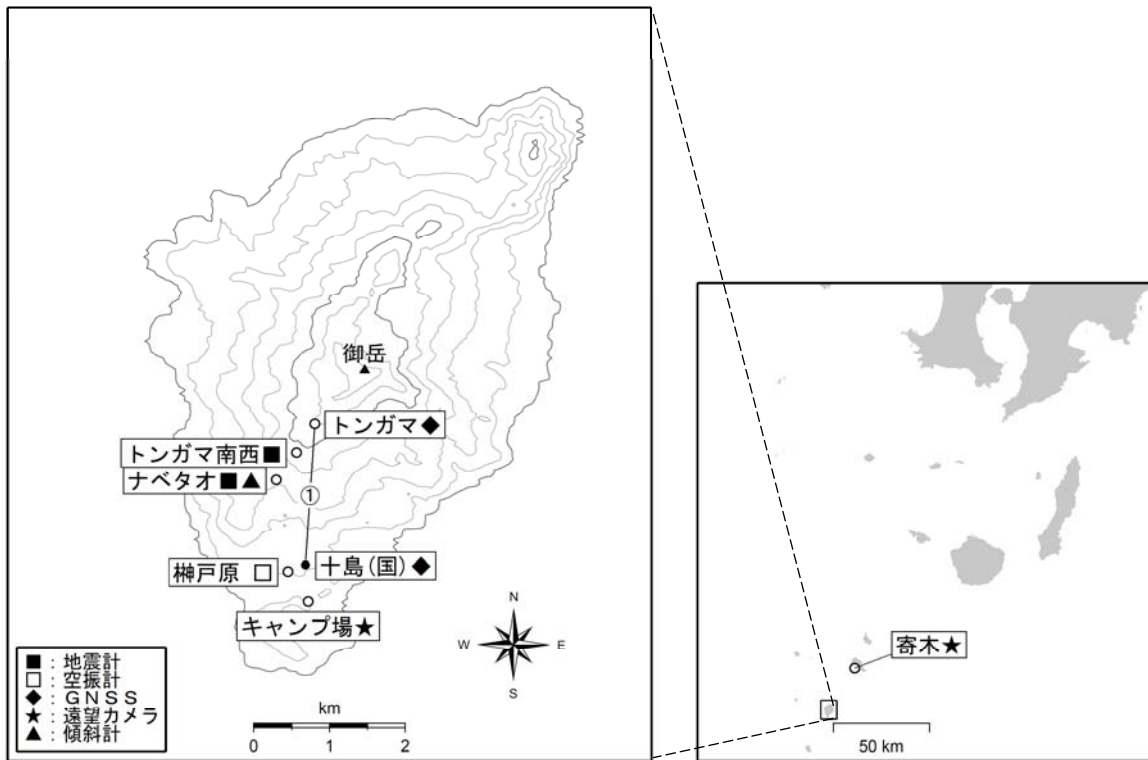 御岳
トンガマ◆
トンガマ南西■
ナベタオ■▲
①
榊戸原 □
十島(国)◆
キャンプ場★
N
W E
S
■:地震計
□:空振計
◆:GNSS
★:遠望カメラ
▲:傾斜計
km
0 1 2
寄木★
50 km